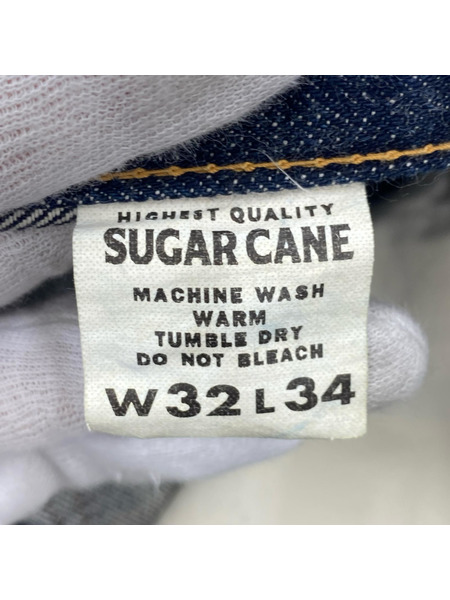 HIGHEST QUALITY
SUGAR CANE
MACHINE WASH
WARM
TUMBLE DRY
DO NOT BLEACH
W32 L34